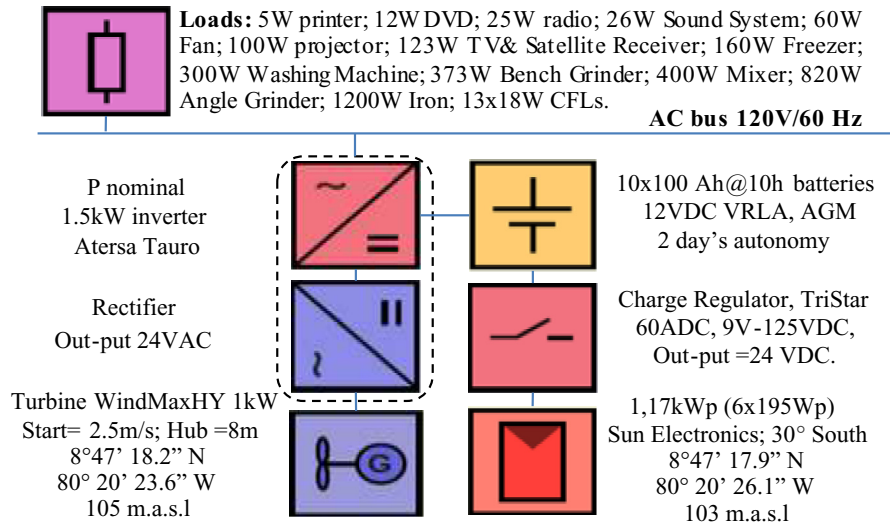 Loads: 5W printer; 12W DVD; 25W radio; 26W Sound System; 60W
Fan; 100W projector; 123W TV& Satellite Receiver; 160W Freezer;
300W Washing Machine; 373W Bench Grinder; 400W Mixer; 820W
Angle Grinder; 1200W Iron; 13x18W CFLs.
AC bus 120V/60 Hz
P nominal
1.5kW inverter
Atersa Tauro
10x100 Ah@10h batteries
12VDC VRLA, AGM
2 day’s autonomy
Rectifier
Out-put 24VAC
Charge Regulator, TriStar
60ADC, 9V-125VDC,
Out-put =24 VDC.
Turbine WindMaxHY 1kW
Start= 2.5m/s; Hub =8m
8°47’ 18.2” N
80° 20’ 23.6” W
105 m.a.s.l
G
1,17kWp (6x195Wp)
Sun Electronics; 30° South
8°47’ 17.9” N
80° 20’ 26.1” W
103 m.a.s.l